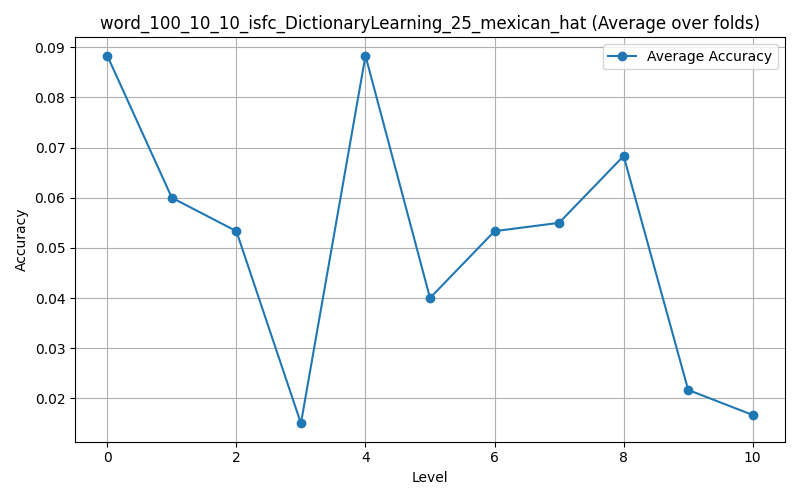 word_100_10_10_isfc_DictionaryLearning_25_mexican_hat (Average over folds)
Average Accuracy
0.09
0.08
0.07
0.06
0.05
0.04
0.03
0.02
Accuracy
0 2 4 6 8 10
Level